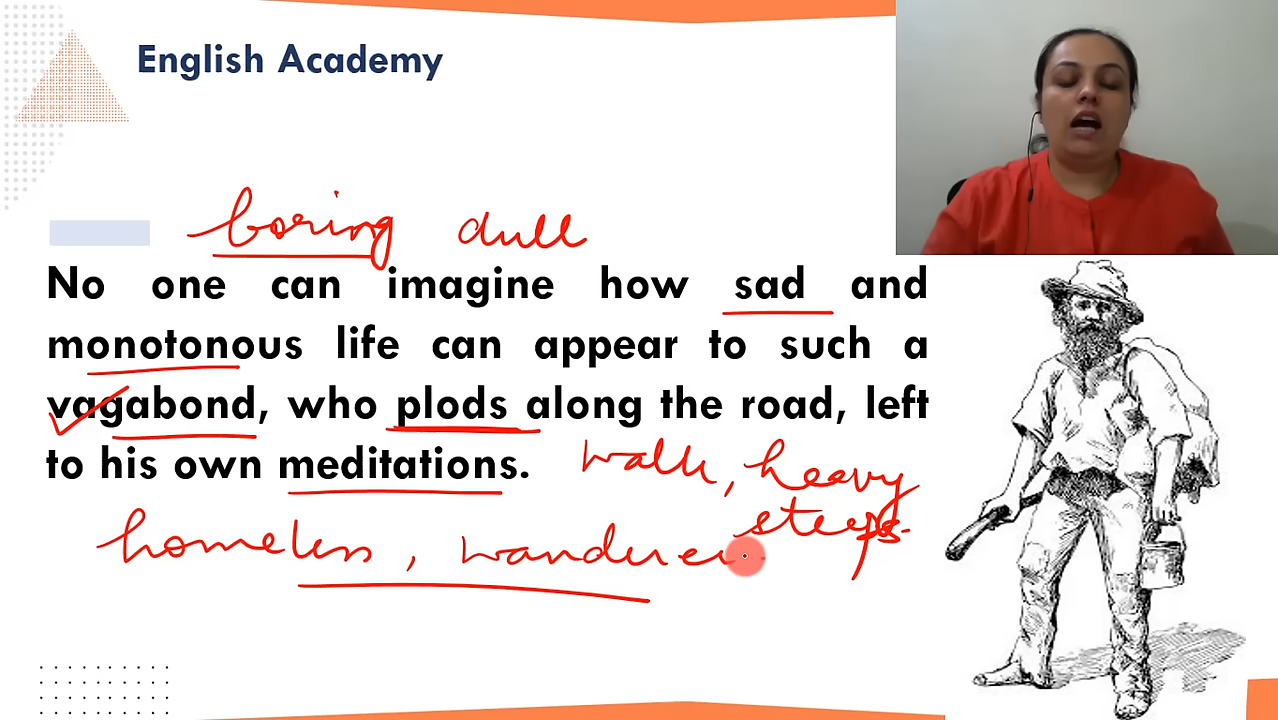 English Academy
boring dull
No one can imagine how sad and
monotonous life can appear to such a
vagabond, who plods along the road, left
to his own meditations.
walk, heavy
steps.
homeless, wanderer